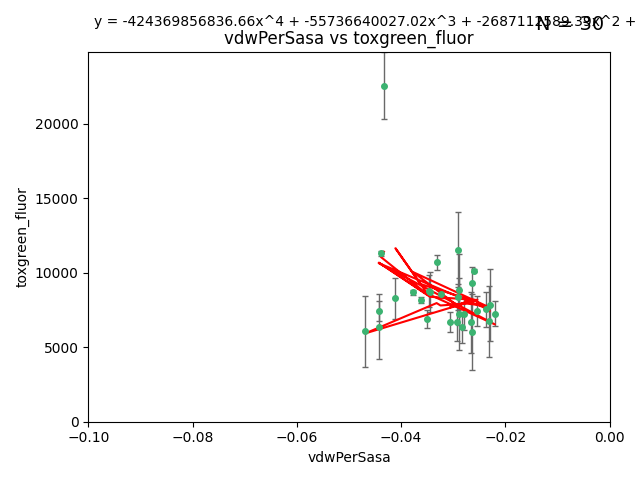 y = -424369856836.66x^4 + -55736640027.02x^3 + -2687112589.39x^2 +
N = 30
vdwPerSasa vs toxgreen_fluor
toxgreen_fluor
20000
15000
10000
5000
0
−0.10
−0.08
−0.06
−0.04
−0.02
0.00
vdwPerSasa